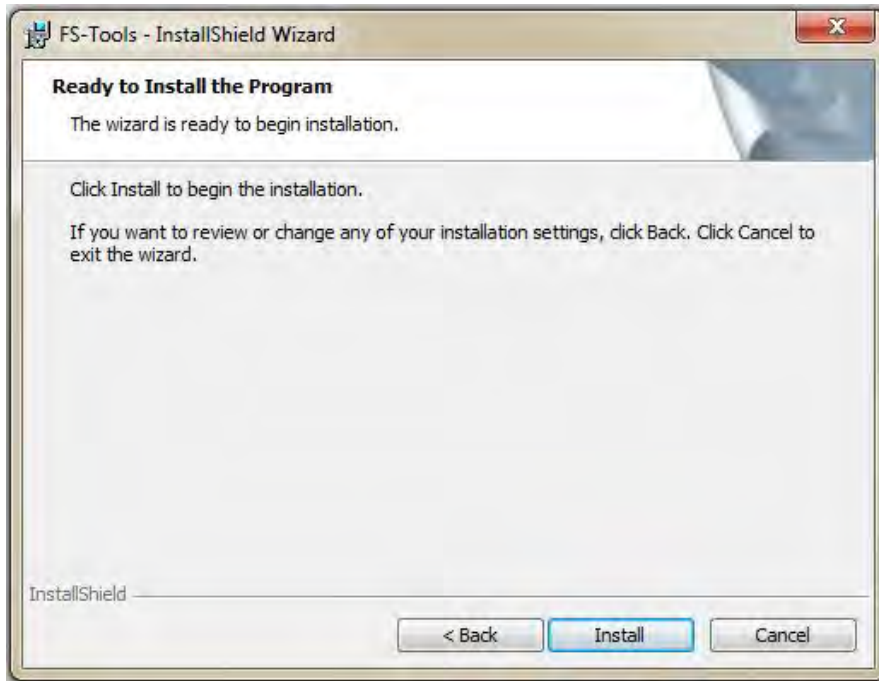 FS-Tools - InstallShield Wizard
Ready to Install the Program
The wizard is ready to begin installation.
Click Install to begin the installation.
If you want to review or change any of your installation settings, click Back. Click Cancel to
exit the wizard.
InstallShield
< Back Install Cancel